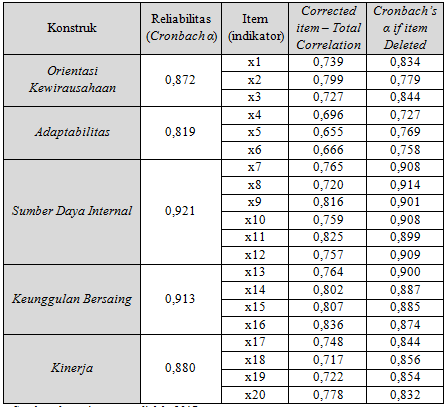 Konstruk Reliabilitas (Cronbach α) Item (indikator) Corrected item – Total Correlation Cronbach's α if item Deleted
Orientasi Kewirausahaan 0,872 x1 0,739 0,834
x2 0,799 0,779
x3 0,727 0,844
Adaptabilitas 0,819 x4 0,696 0,727
x5 0,655 0,769
x6 0,666 0,758
Sumber Daya Internal 0,921 x7 0,765 0,908
x8 0,720 0,914
x9 0,816 0,901
x10 0,759 0,908
x11 0,825 0,899
x12 0,757 0,909
Keunggulan Bersaing 0,913 x13 0,764 0,900
x14 0,802 0,887
x15 0,807 0,885
x16 0,836 0,874
Kinerja 0,880 x17 0,748 0,844
x18 0,717 0,856
x19 0,722 0,854
x20 0,778 0,832